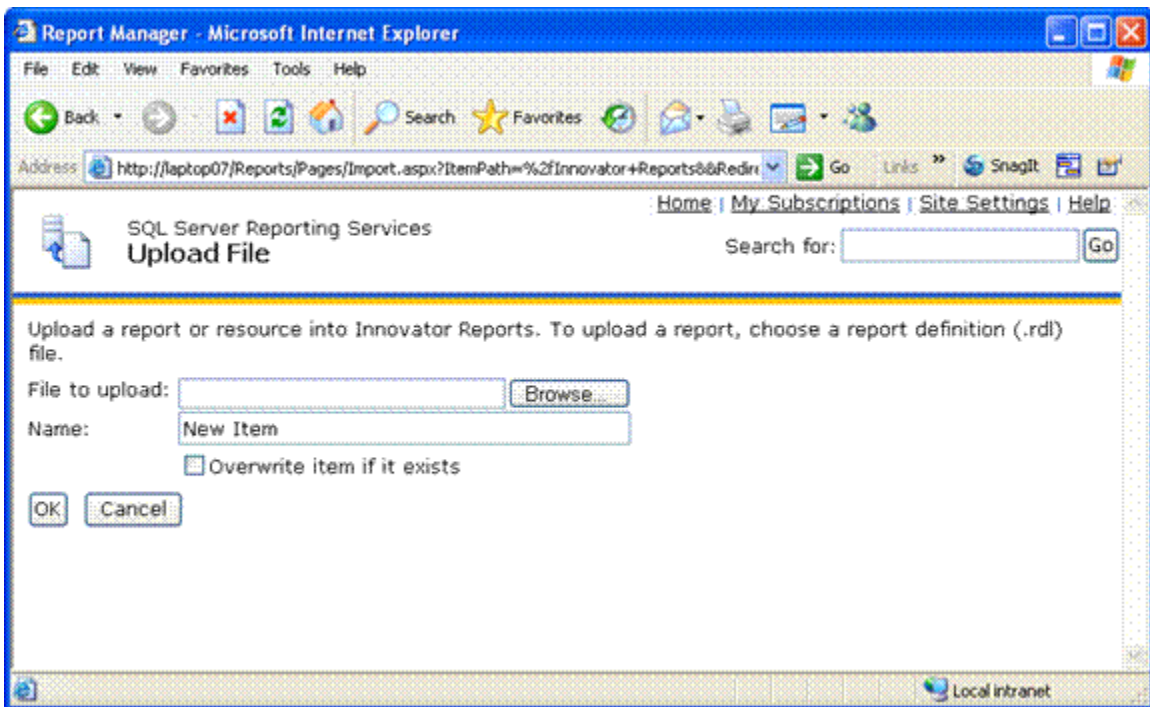 Report Manager - Microsoft Internet Explorer
File Edit View Favorites Tools Help
Back Search Favorites
Address http://laptop07/Reports/Pages/Import.aspx?ItemPath=%2fInnovator+Reports&&Redire Go Links » SnagIt
Home | My Subscriptions | Site Settings | Help
SQL Server Reporting Services
Upload File
Search for: Go
Upload a report or resource into Innovator Reports. To upload a report, choose a report definition (.rdl)
file.
File to upload: Browse...
Name: New Item
Overwrite item if it exists
OK Cancel
Local intranet